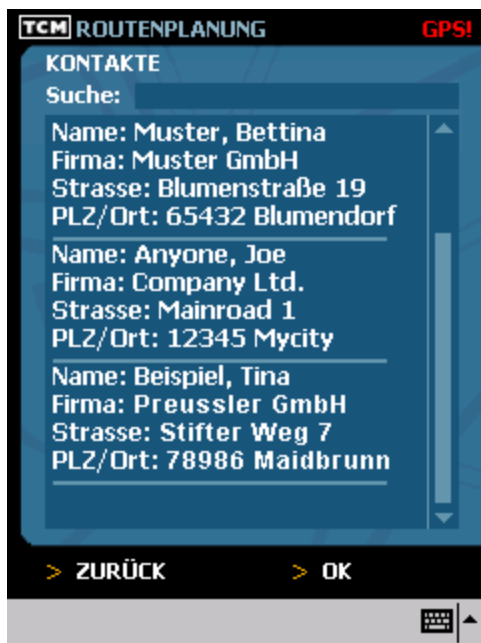 TCM ROUTENPLANUNG GPS!
KONTAKTE
Suche:
Name: Muster, Bettina
Firma: Muster GmbH
Strasse: Blumenstraße 19
PLZ/Ort: 65432 Blumendorf
Name: Anyone, Joe
Firma: Company Ltd.
Strasse: Mainroad 1
PLZ/Ort: 12345 Mycity
Name: Beispiel, Tina
Firma: Preussler GmbH
Strasse: Stifter Weg 7
PLZ/Ort: 78986 Maidbrunn
> ZURÜCK > OK